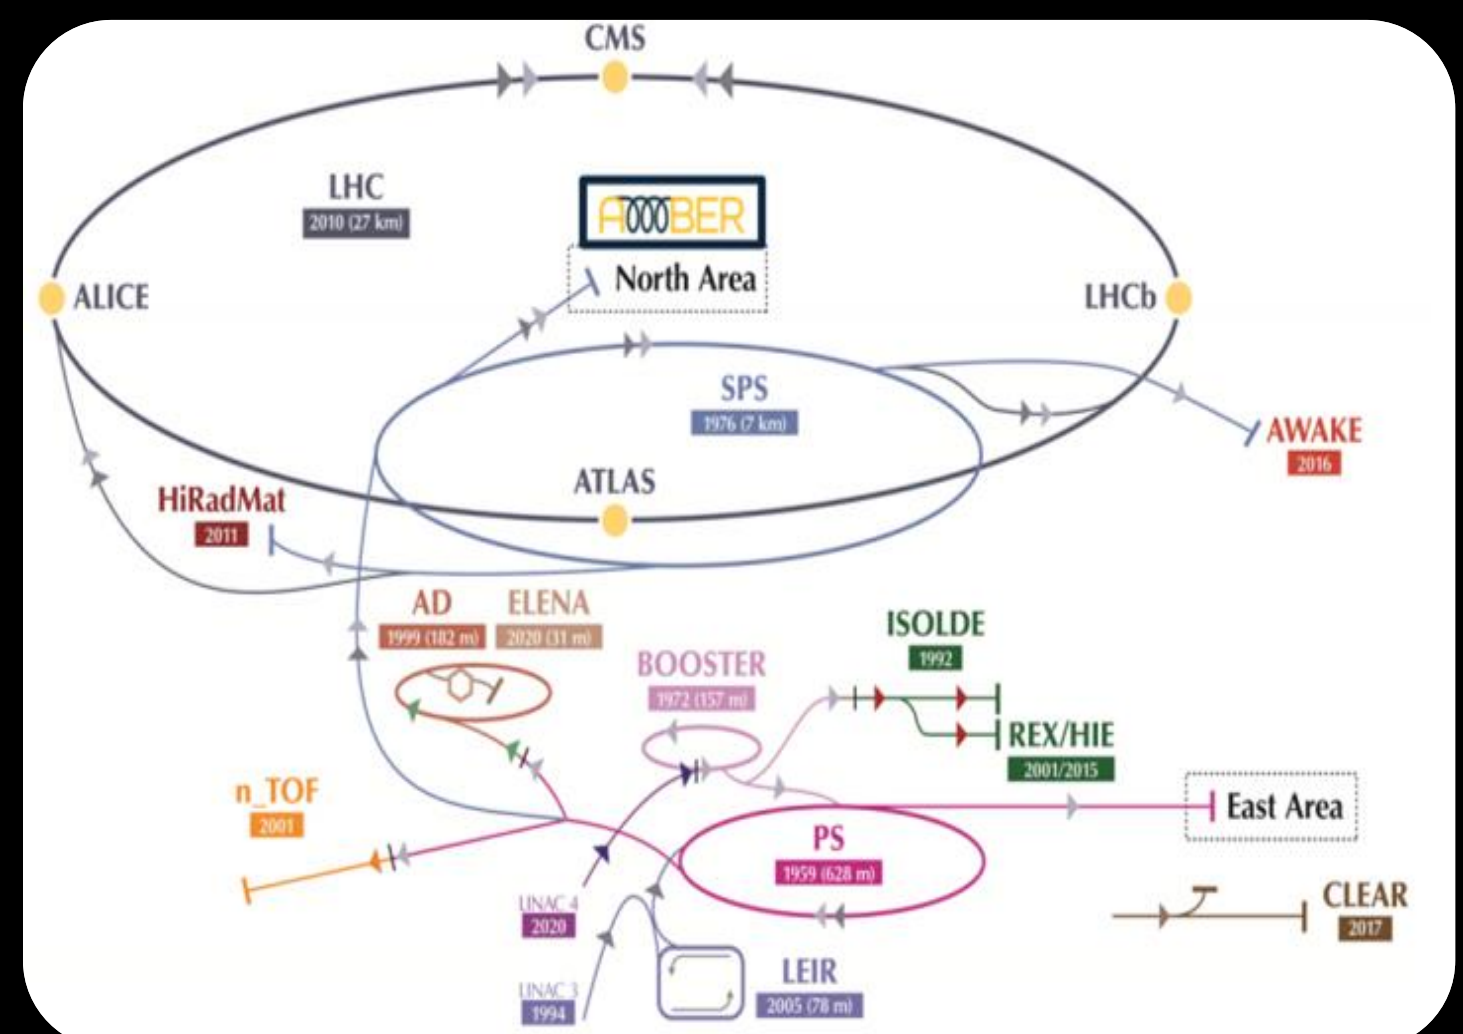 CMS
LHC
2010 (27 km)
AMBER
North Area
ALICE
LHCb
SPS
1976 (7 km)
AWAKE
2016
ATLAS
HiRadMat
2011
AD
1999 (182 m)
ELENA
2020 (31 m)
ISOLDE
1992
BOOSTER
1972 (157 m)
REX/HIE
2001/2015
n_TOF
2001
East Area
PS
1959 (628 m)
LINAC 4
2020
CLEAR
2017
LEIR
2005 (78 m)
LINAC 3
1994